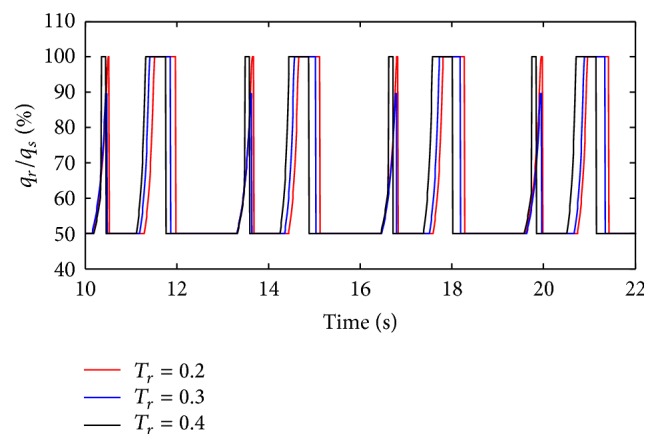 110
100
90
80
70
60
50
40
q_r/q_s (%)
10 12 14 16 18 20 22
Time (s)
T_r = 0.2
T_r = 0.3
T_r = 0.4